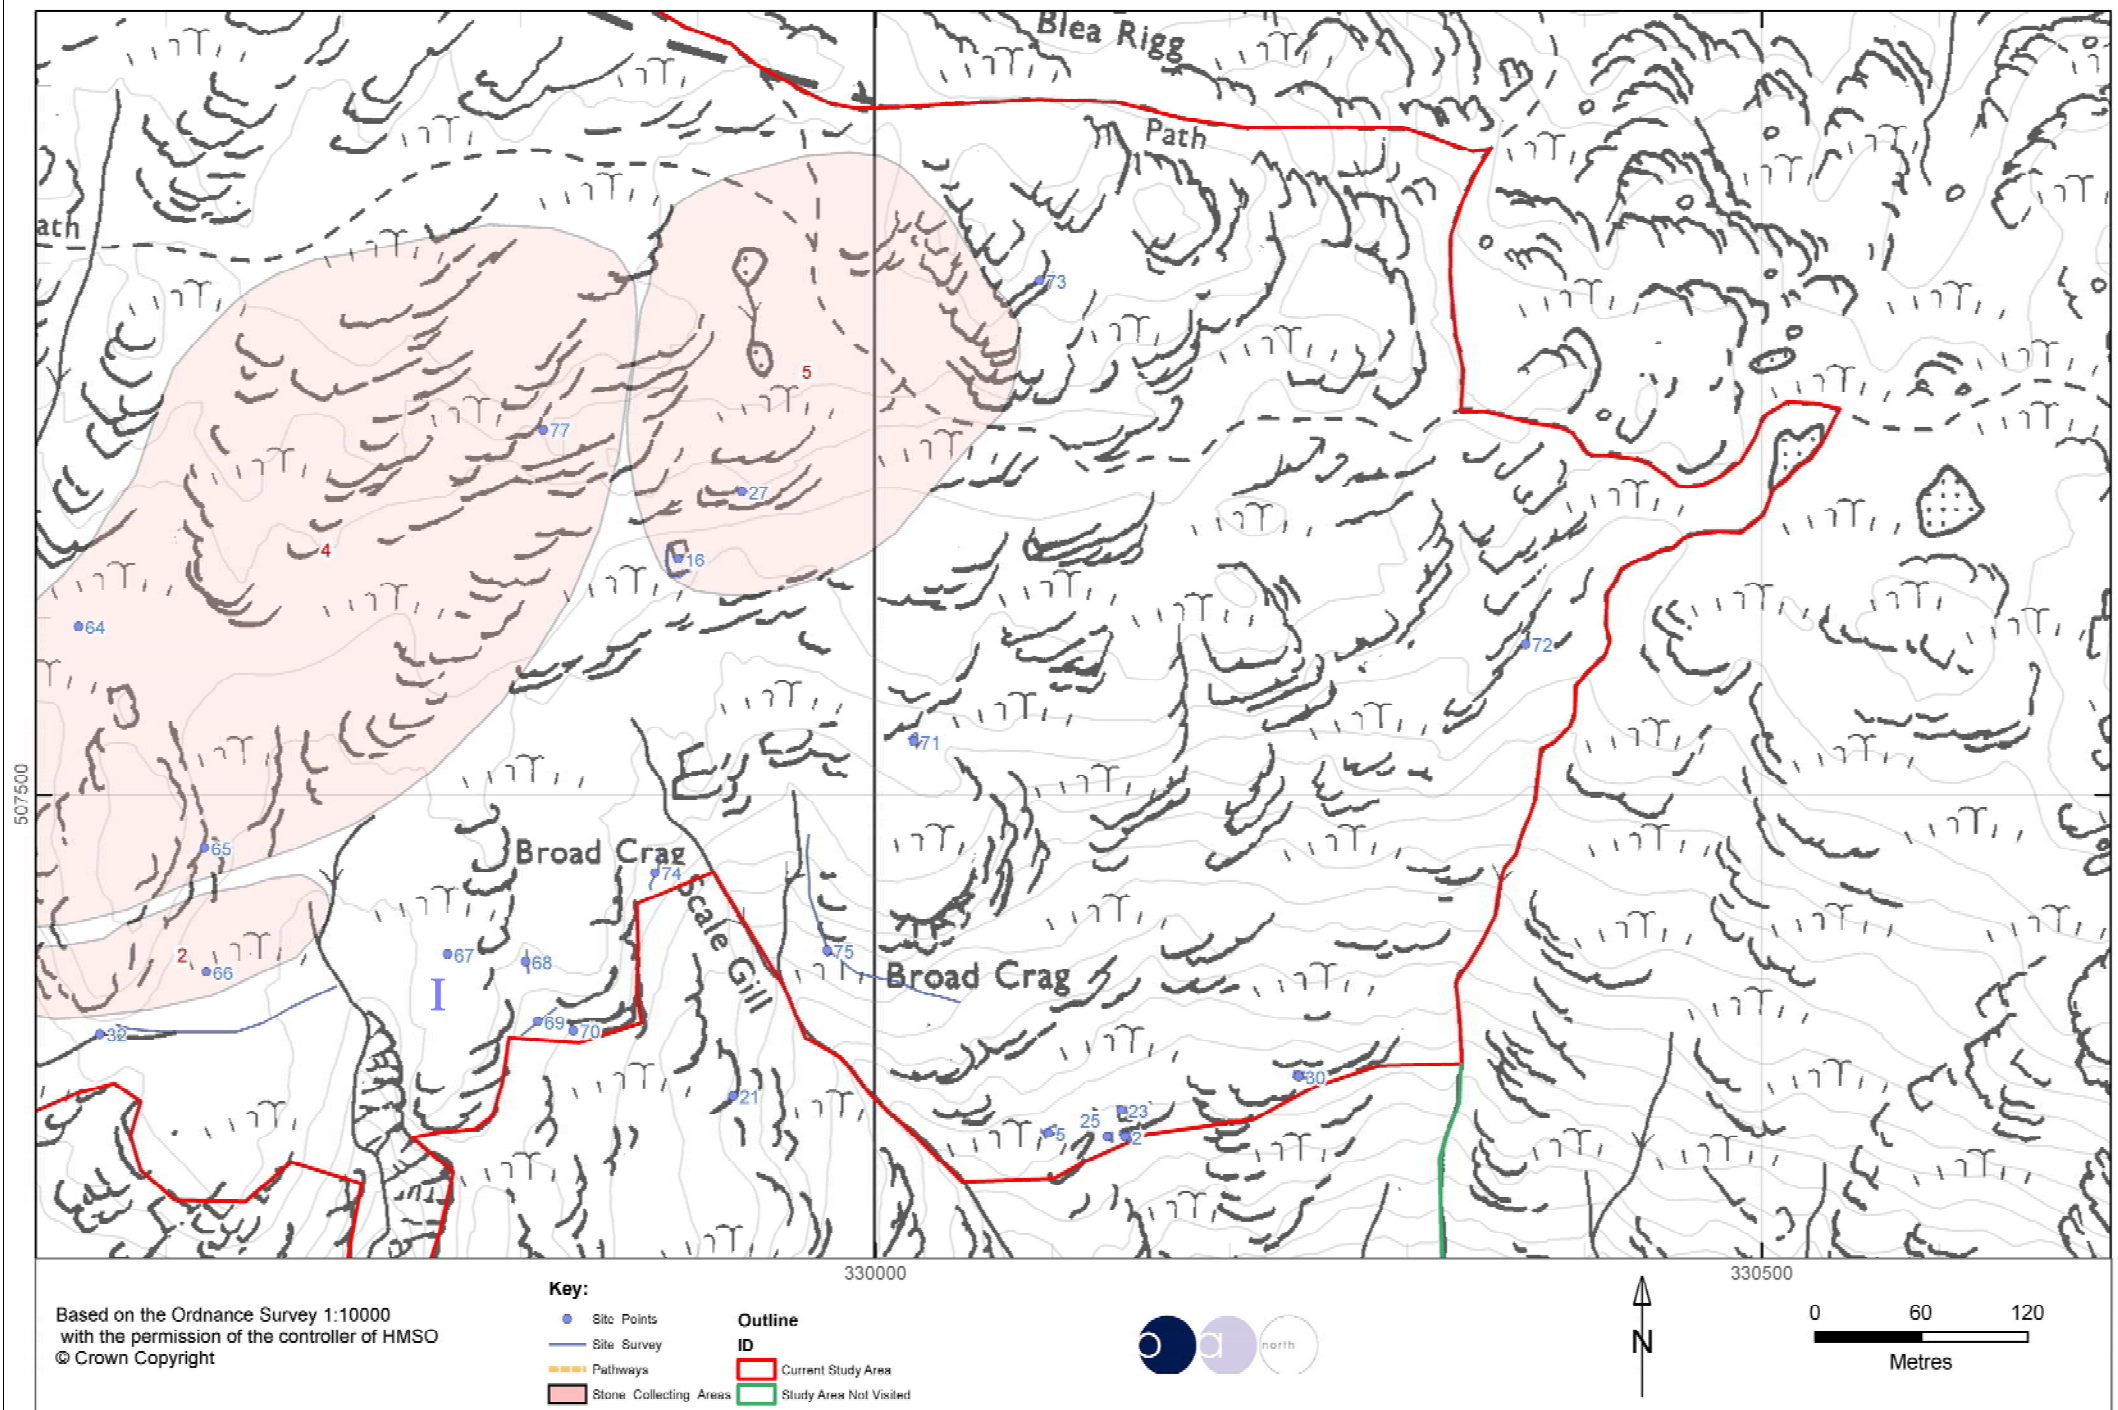 Blea Rigg
Path
ath
73
5
77
27
4
16
64
72
71
507500
65
Broad Crag
74
Scale Gill
2
66
67
68
75
Broad Crag
I
69
70
32
21
30
23
25
5
2
330000
330500
Based on the Ordnance Survey 1:10000
with the permission of the controller of HMSO
© Crown Copyright
Key:
Site Points
Site Survey
Pathways
Stone Collecting Areas
Outline
ID
Current Study Area
Study Area Not Visited
o a north
N
0 60 120
Metres